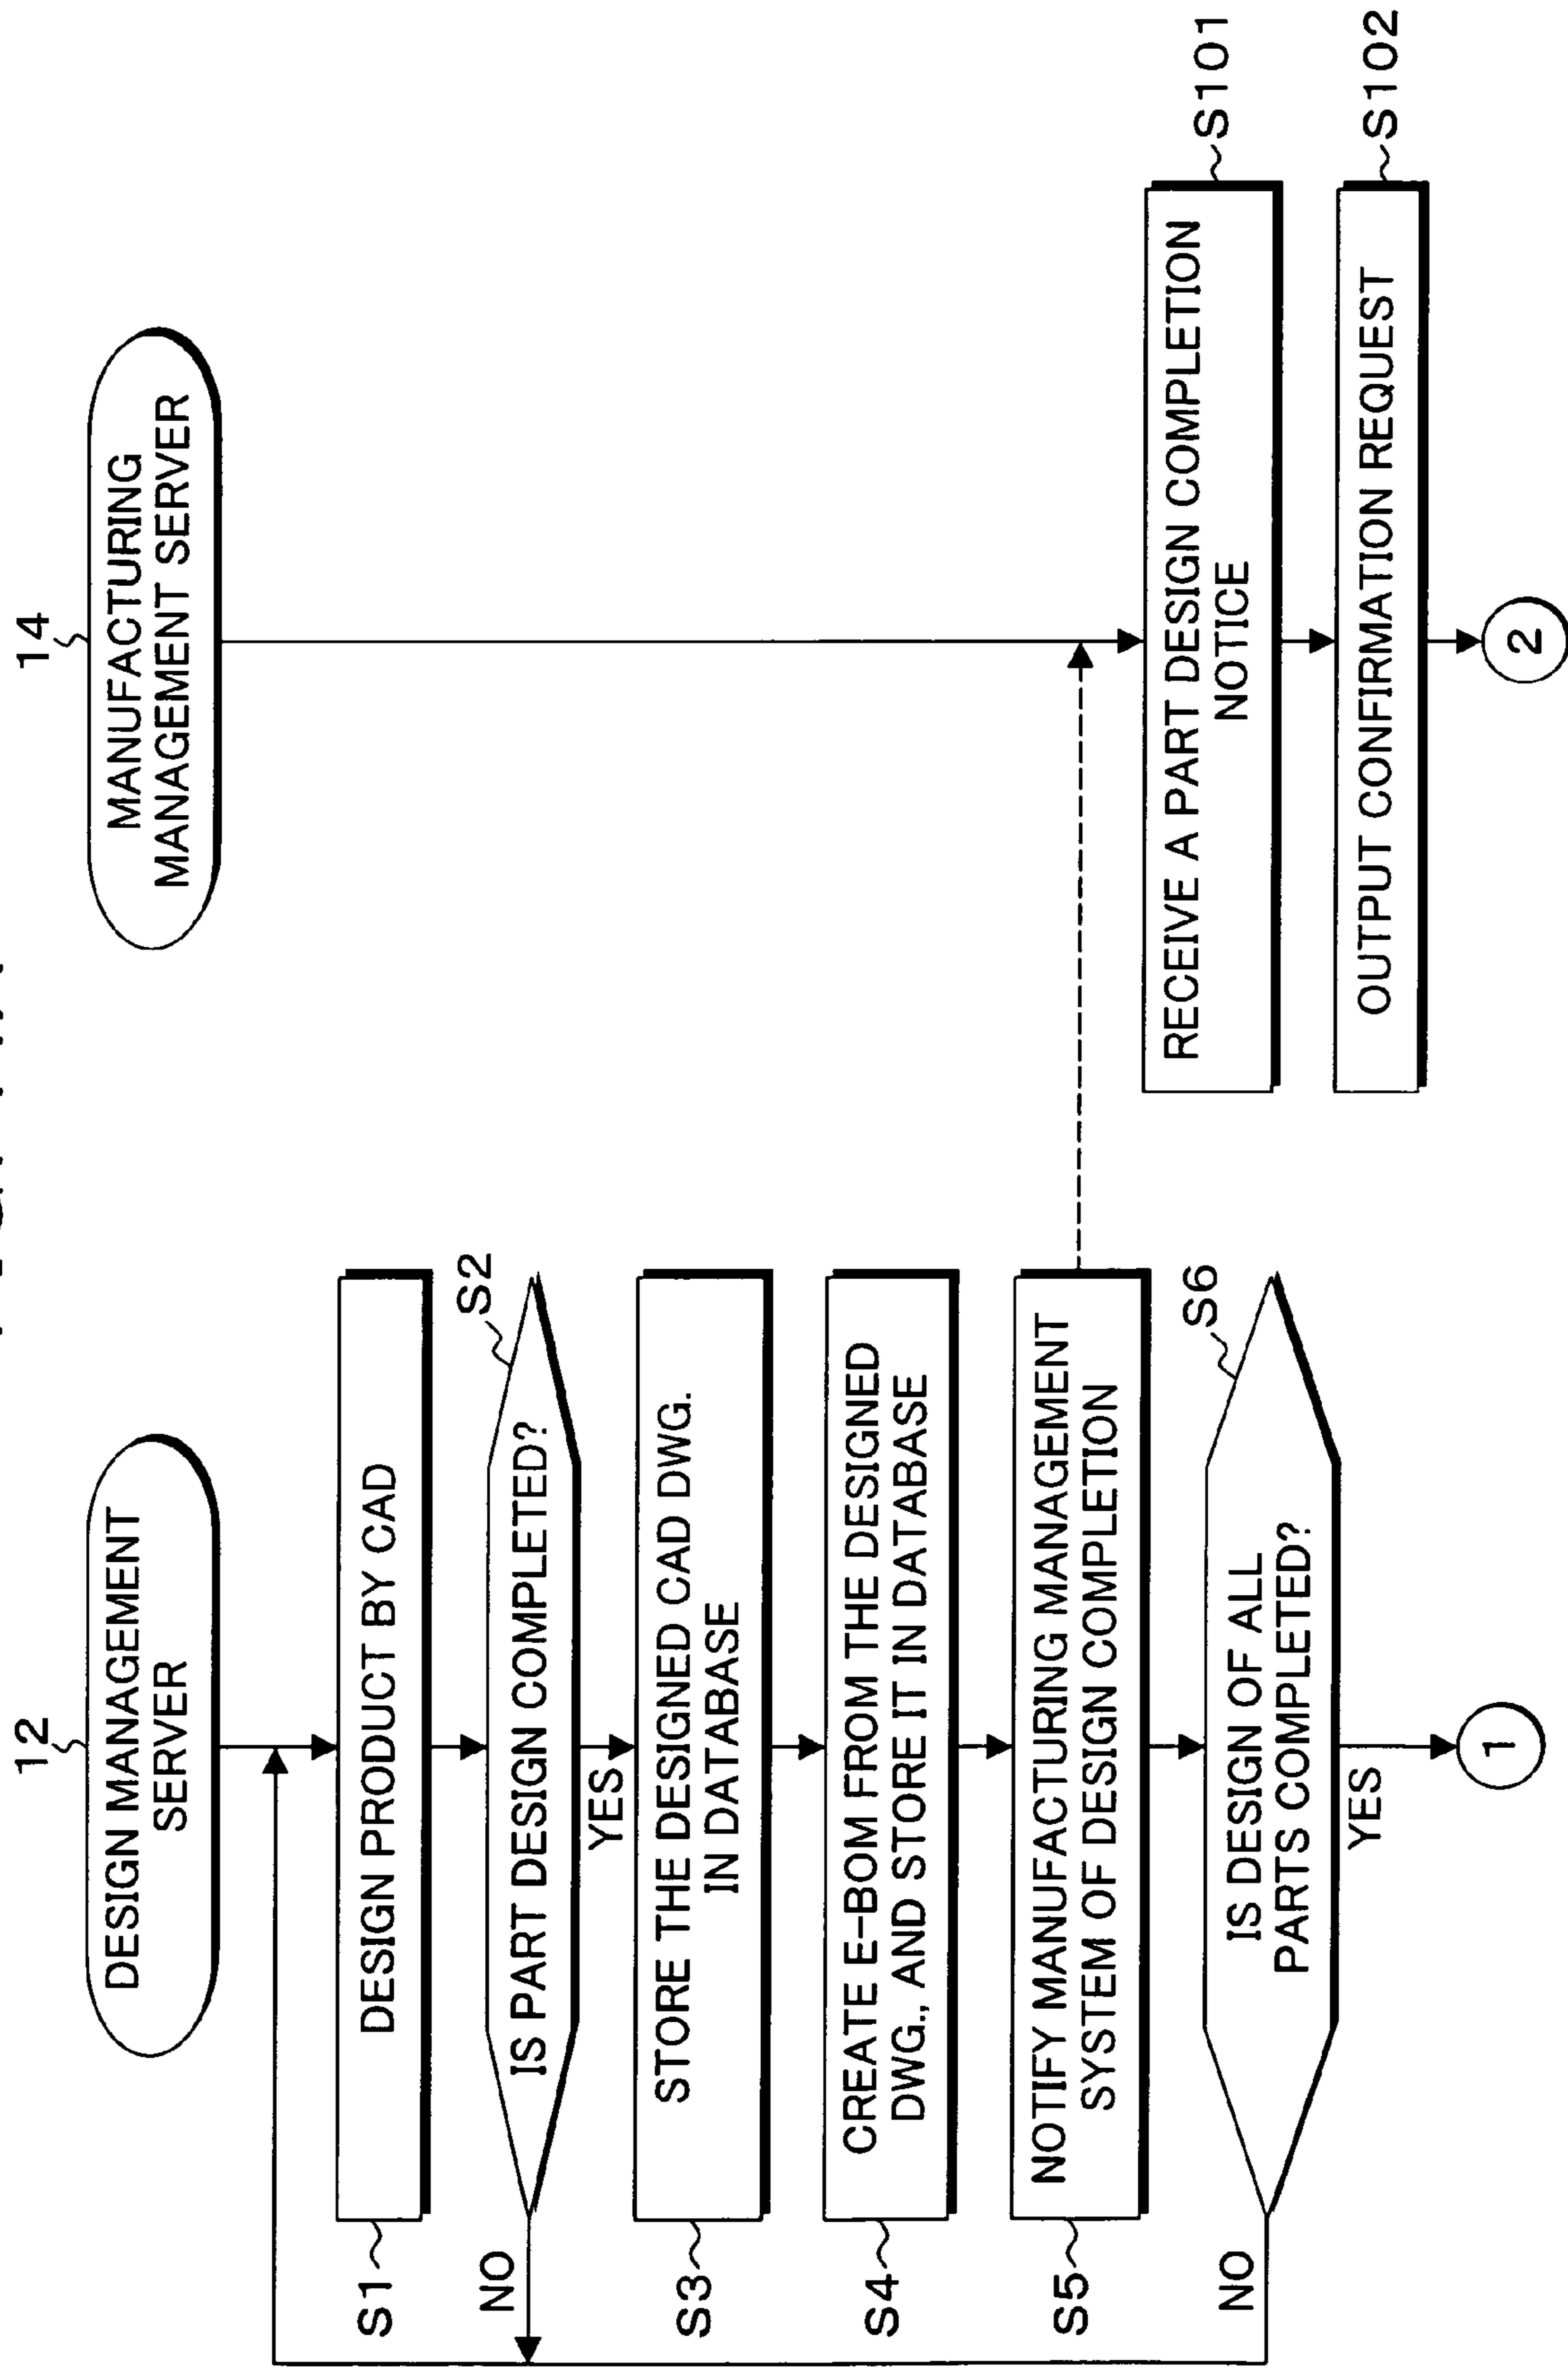 12
DESIGN MANAGEMENT
SERVER
S1
DESIGN PRODUCT BY CAD
S2
IS PART DESIGN COMPLETED?
NO
YES
S3
STORE THE DESIGNED CAD DWG.
IN DATABASE
S4
CREATE E-BOM FROM THE DESIGNED
DWG., AND STORE IT IN DATABASE
S5
NOTIFY MANUFACTURING MANAGEMENT
SYSTEM OF DESIGN COMPLETION
S6
IS DESIGN OF ALL
PARTS COMPLETED?
NO
YES
1
14
MANUFACTURING
MANAGEMENT SERVER
RECEIVE A PART DESIGN COMPLETION
NOTICE
S101
OUTPUT CONFIRMATION REQUEST
S102
2